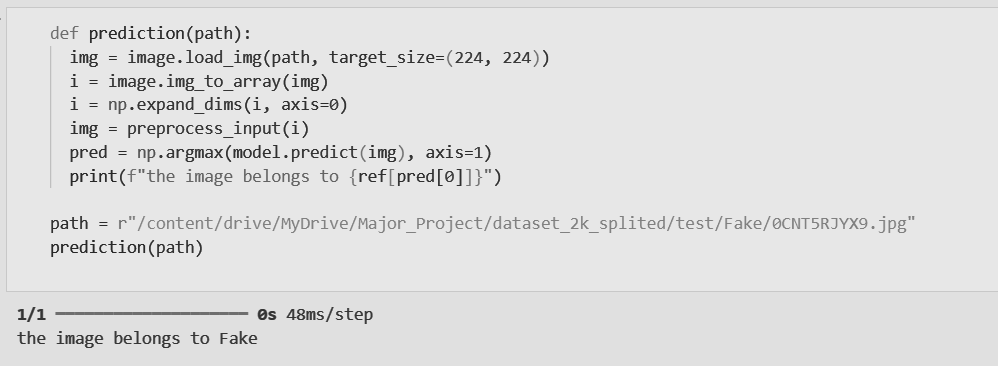 def prediction(path):
  img = image.load_img(path, target_size=(224, 224))
  i = image.img_to_array(img)
  i = np.expand_dims(i, axis=0)
  img = preprocess_input(i)
  pred = np.argmax(model.predict(img), axis=1)
  print(f"the image belongs to {ref[pred[0]]}")
path = r"/content/drive/MyDrive/Major_Project/dataset_2k_splited/test/Fake/0CNT5RJYX9.jpg"
prediction(path)
1/1 ━━━━━━━━━━━━━━━━━━━━ 0s 48ms/step
the image belongs to Fake